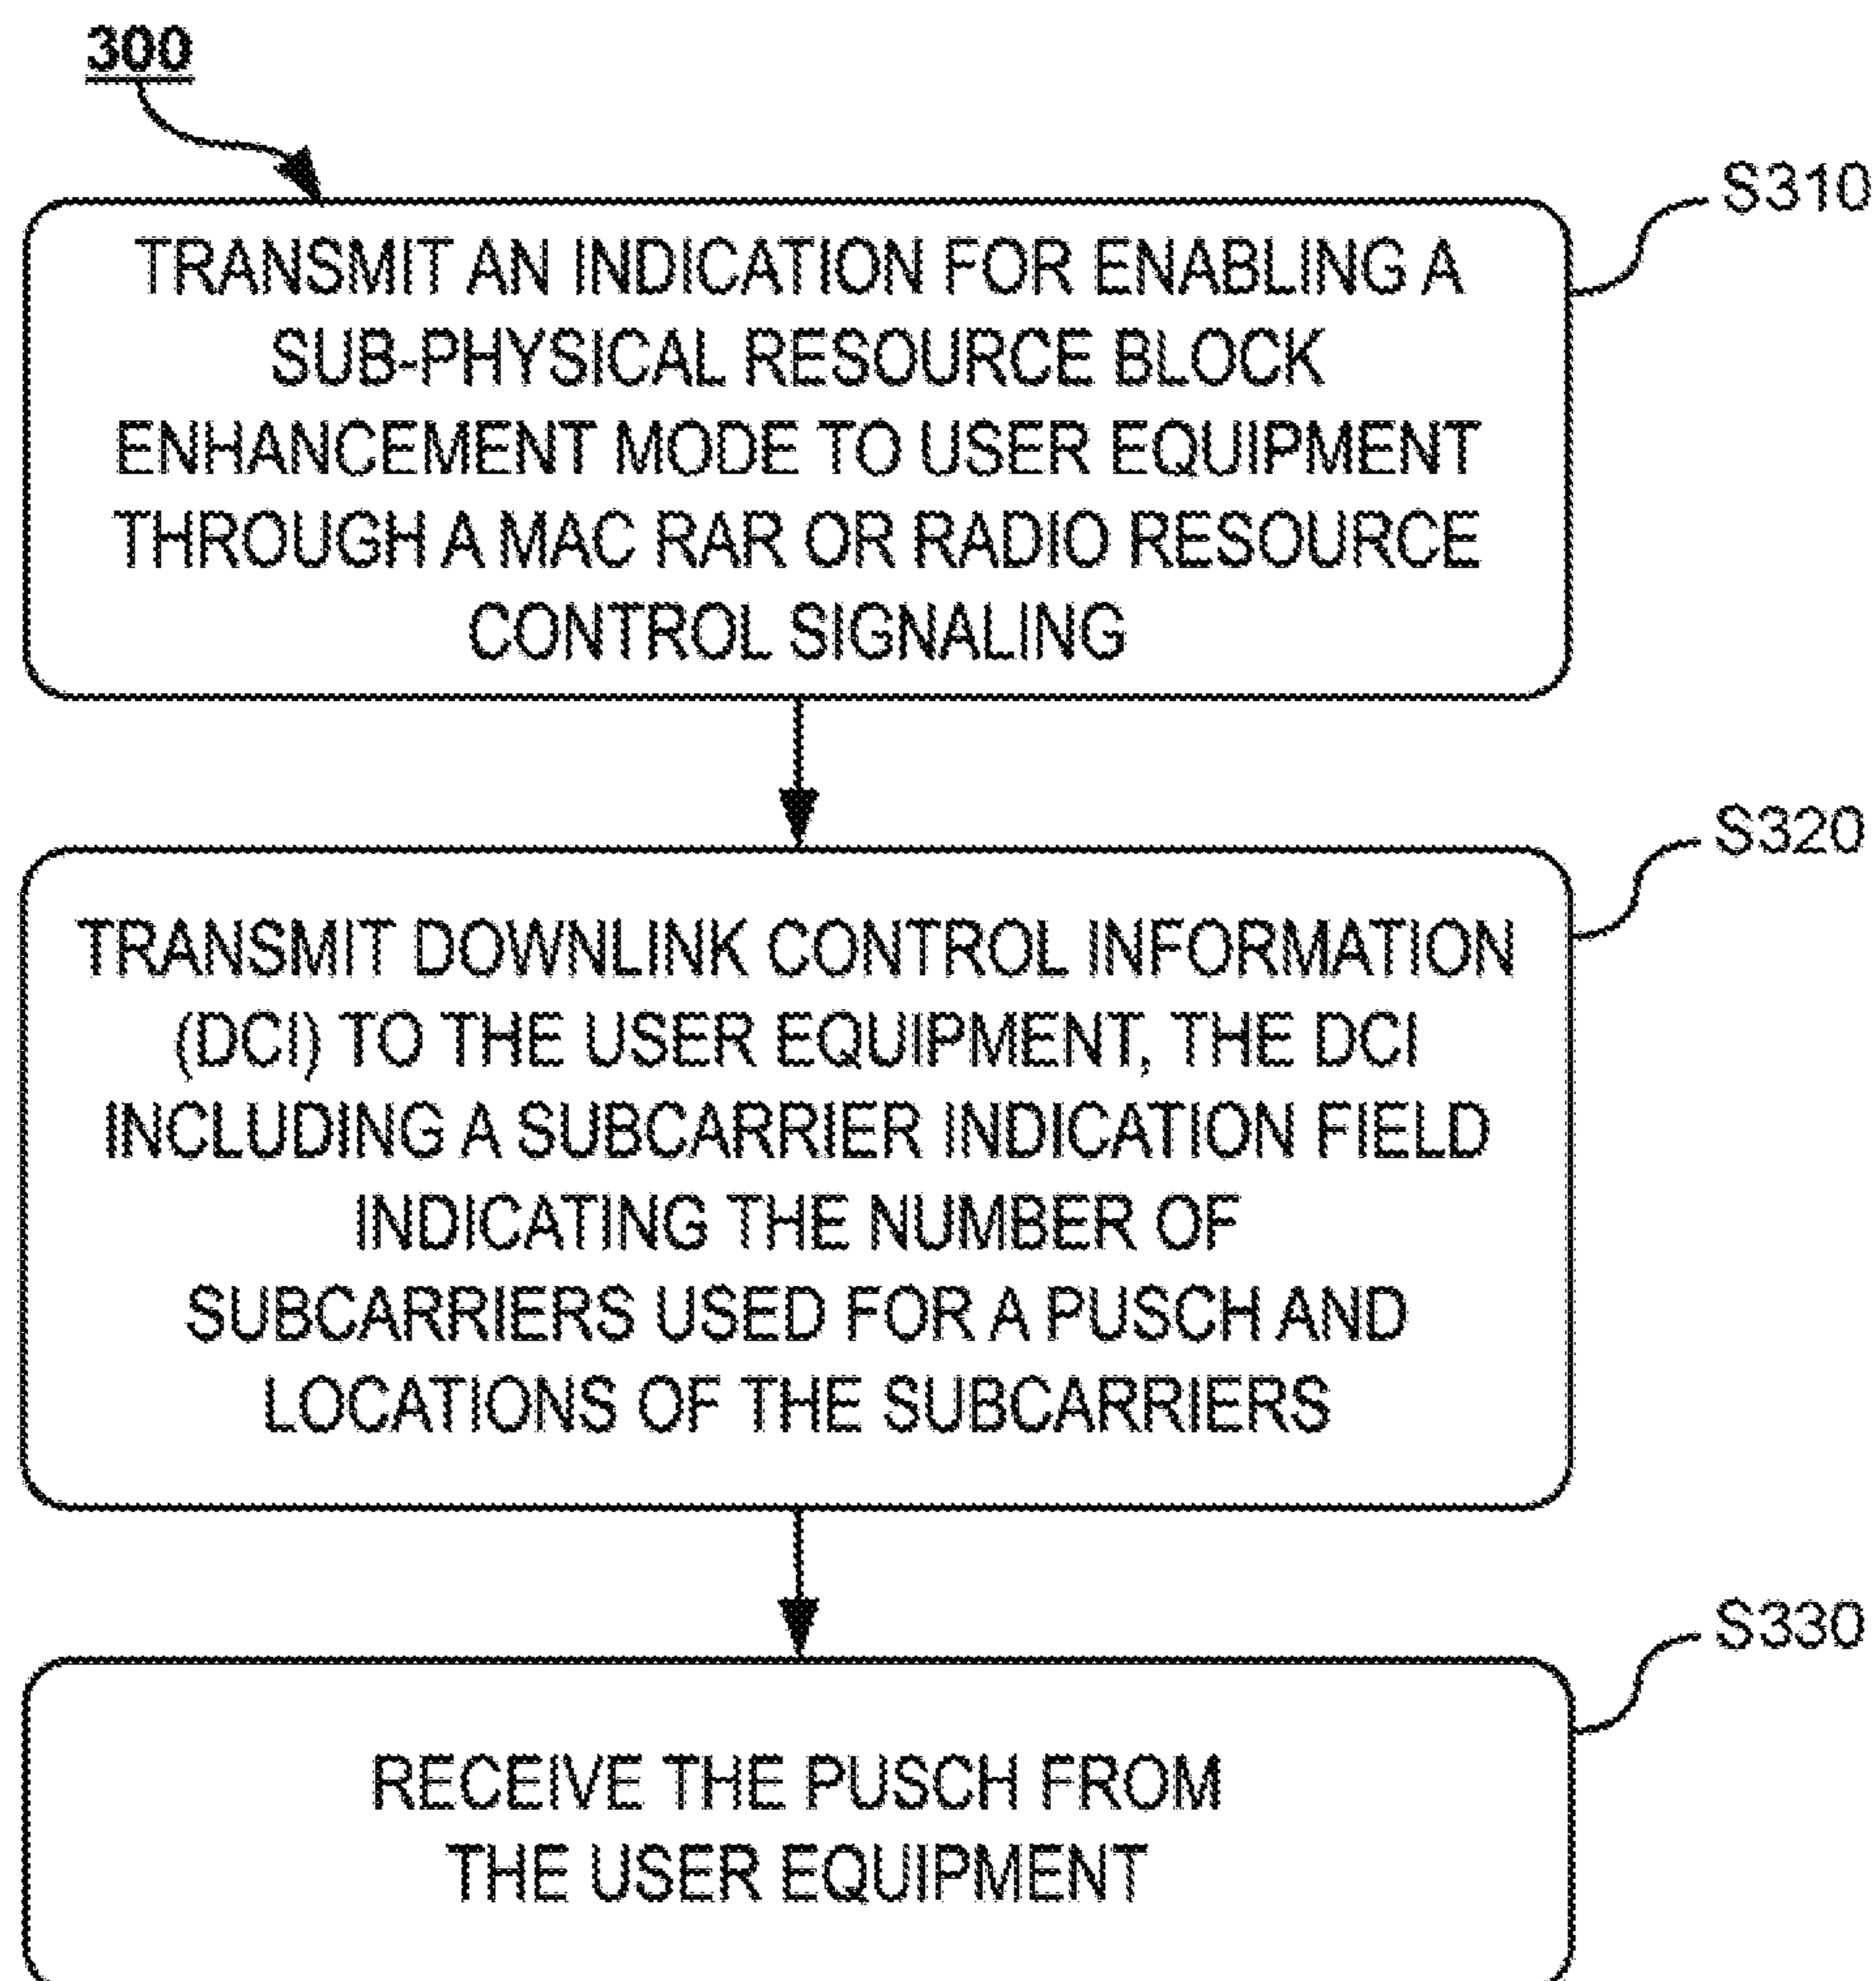 300
S310
TRANSMIT AN INDICATION FOR ENABLING A
SUB-PHYSICAL RESOURCE BLOCK
ENHANCEMENT MODE TO USER EQUIPMENT
THROUGH A MAC RAR OR RADIO RESOURCE
CONTROL SIGNALING
S320
TRANSMIT DOWNLINK CONTROL INFORMATION
(DCI) TO THE USER EQUIPMENT, THE DCI
INCLUDING A SUBCARRIER INDICATION FIELD
INDICATING THE NUMBER OF
SUBCARRIERS USED FOR A PUSCH AND
LOCATIONS OF THE SUBCARRIERS
S330
RECEIVE THE PUSCH FROM
THE USER EQUIPMENT